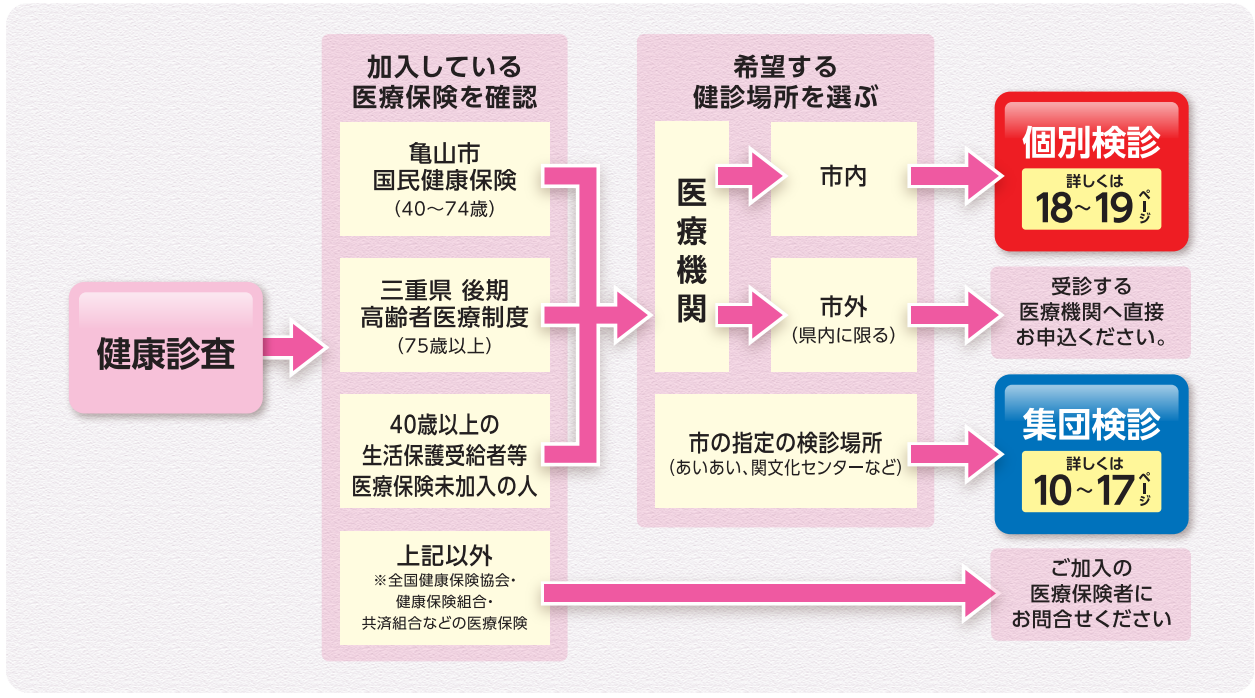 健康診査
加入している
医療保険を確認
亀山市
国民健康保険
(40～74歳)
三重県 後期
高齢者医療制度
(75歳以上)
40歳以上の
生活保護受給者等
医療保険未加入の人
上記以外
※全国健康保険協会・
健康保険組合・
共済組合などの医療保険
希望する
健診場所を選ぶ
医療機関
市内
市外
(県内に限る)
市の指定の検診場所
(あいあい、関文化センターなど)
個別検診
詳しくは
18～19ページ
受診する
医療機関へ直接
お申込ください。
集団検診
詳しくは
10～17ページ
ご加入の
医療保険者に
お問合せください